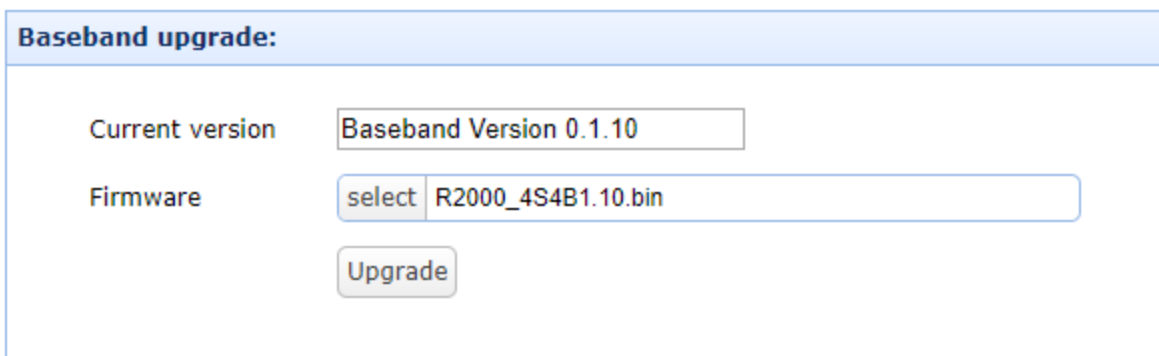 Baseband upgrade:
Current version Baseband Version 0.1.10
Firmware select R2000_4S4B1.10.bin
Upgrade